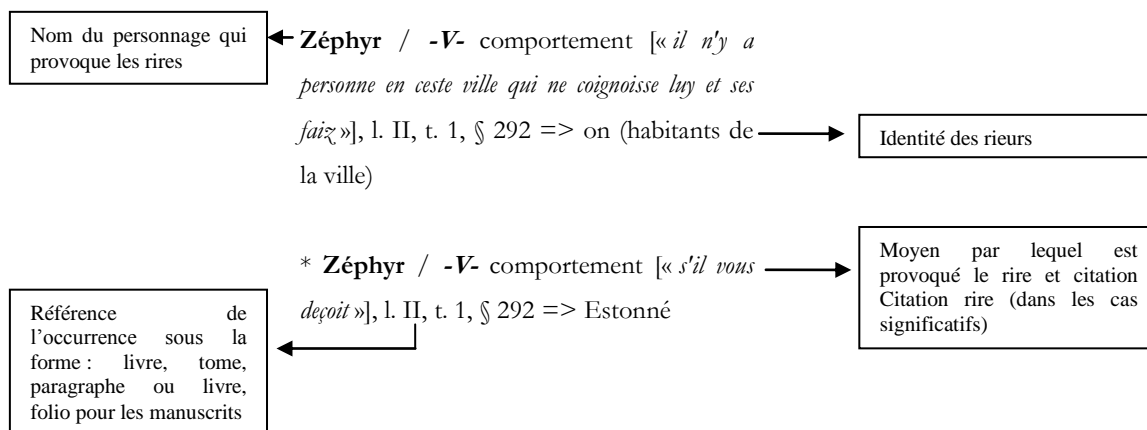 Nom du personnage qui
provoque les rires
Zéphyr / -V- comportement [« il n'y a
personne en ceste ville qui ne coignoisse luy et ses
faiz »], l. II, t. 1, § 292 => on (habitants de
la ville)
Identité des rieurs
* Zéphyr / -V- comportement [« s'il vous
deçoit »], l. II, t. 1, § 292 => Estonné
Moyen par lequel est
provoqué le rire et citation
Citation rire (dans les cas
significatifs)
Référence de
l'occurrence sous la
forme : livre, tome,
paragraphe ou livre,
folio pour les manuscrits